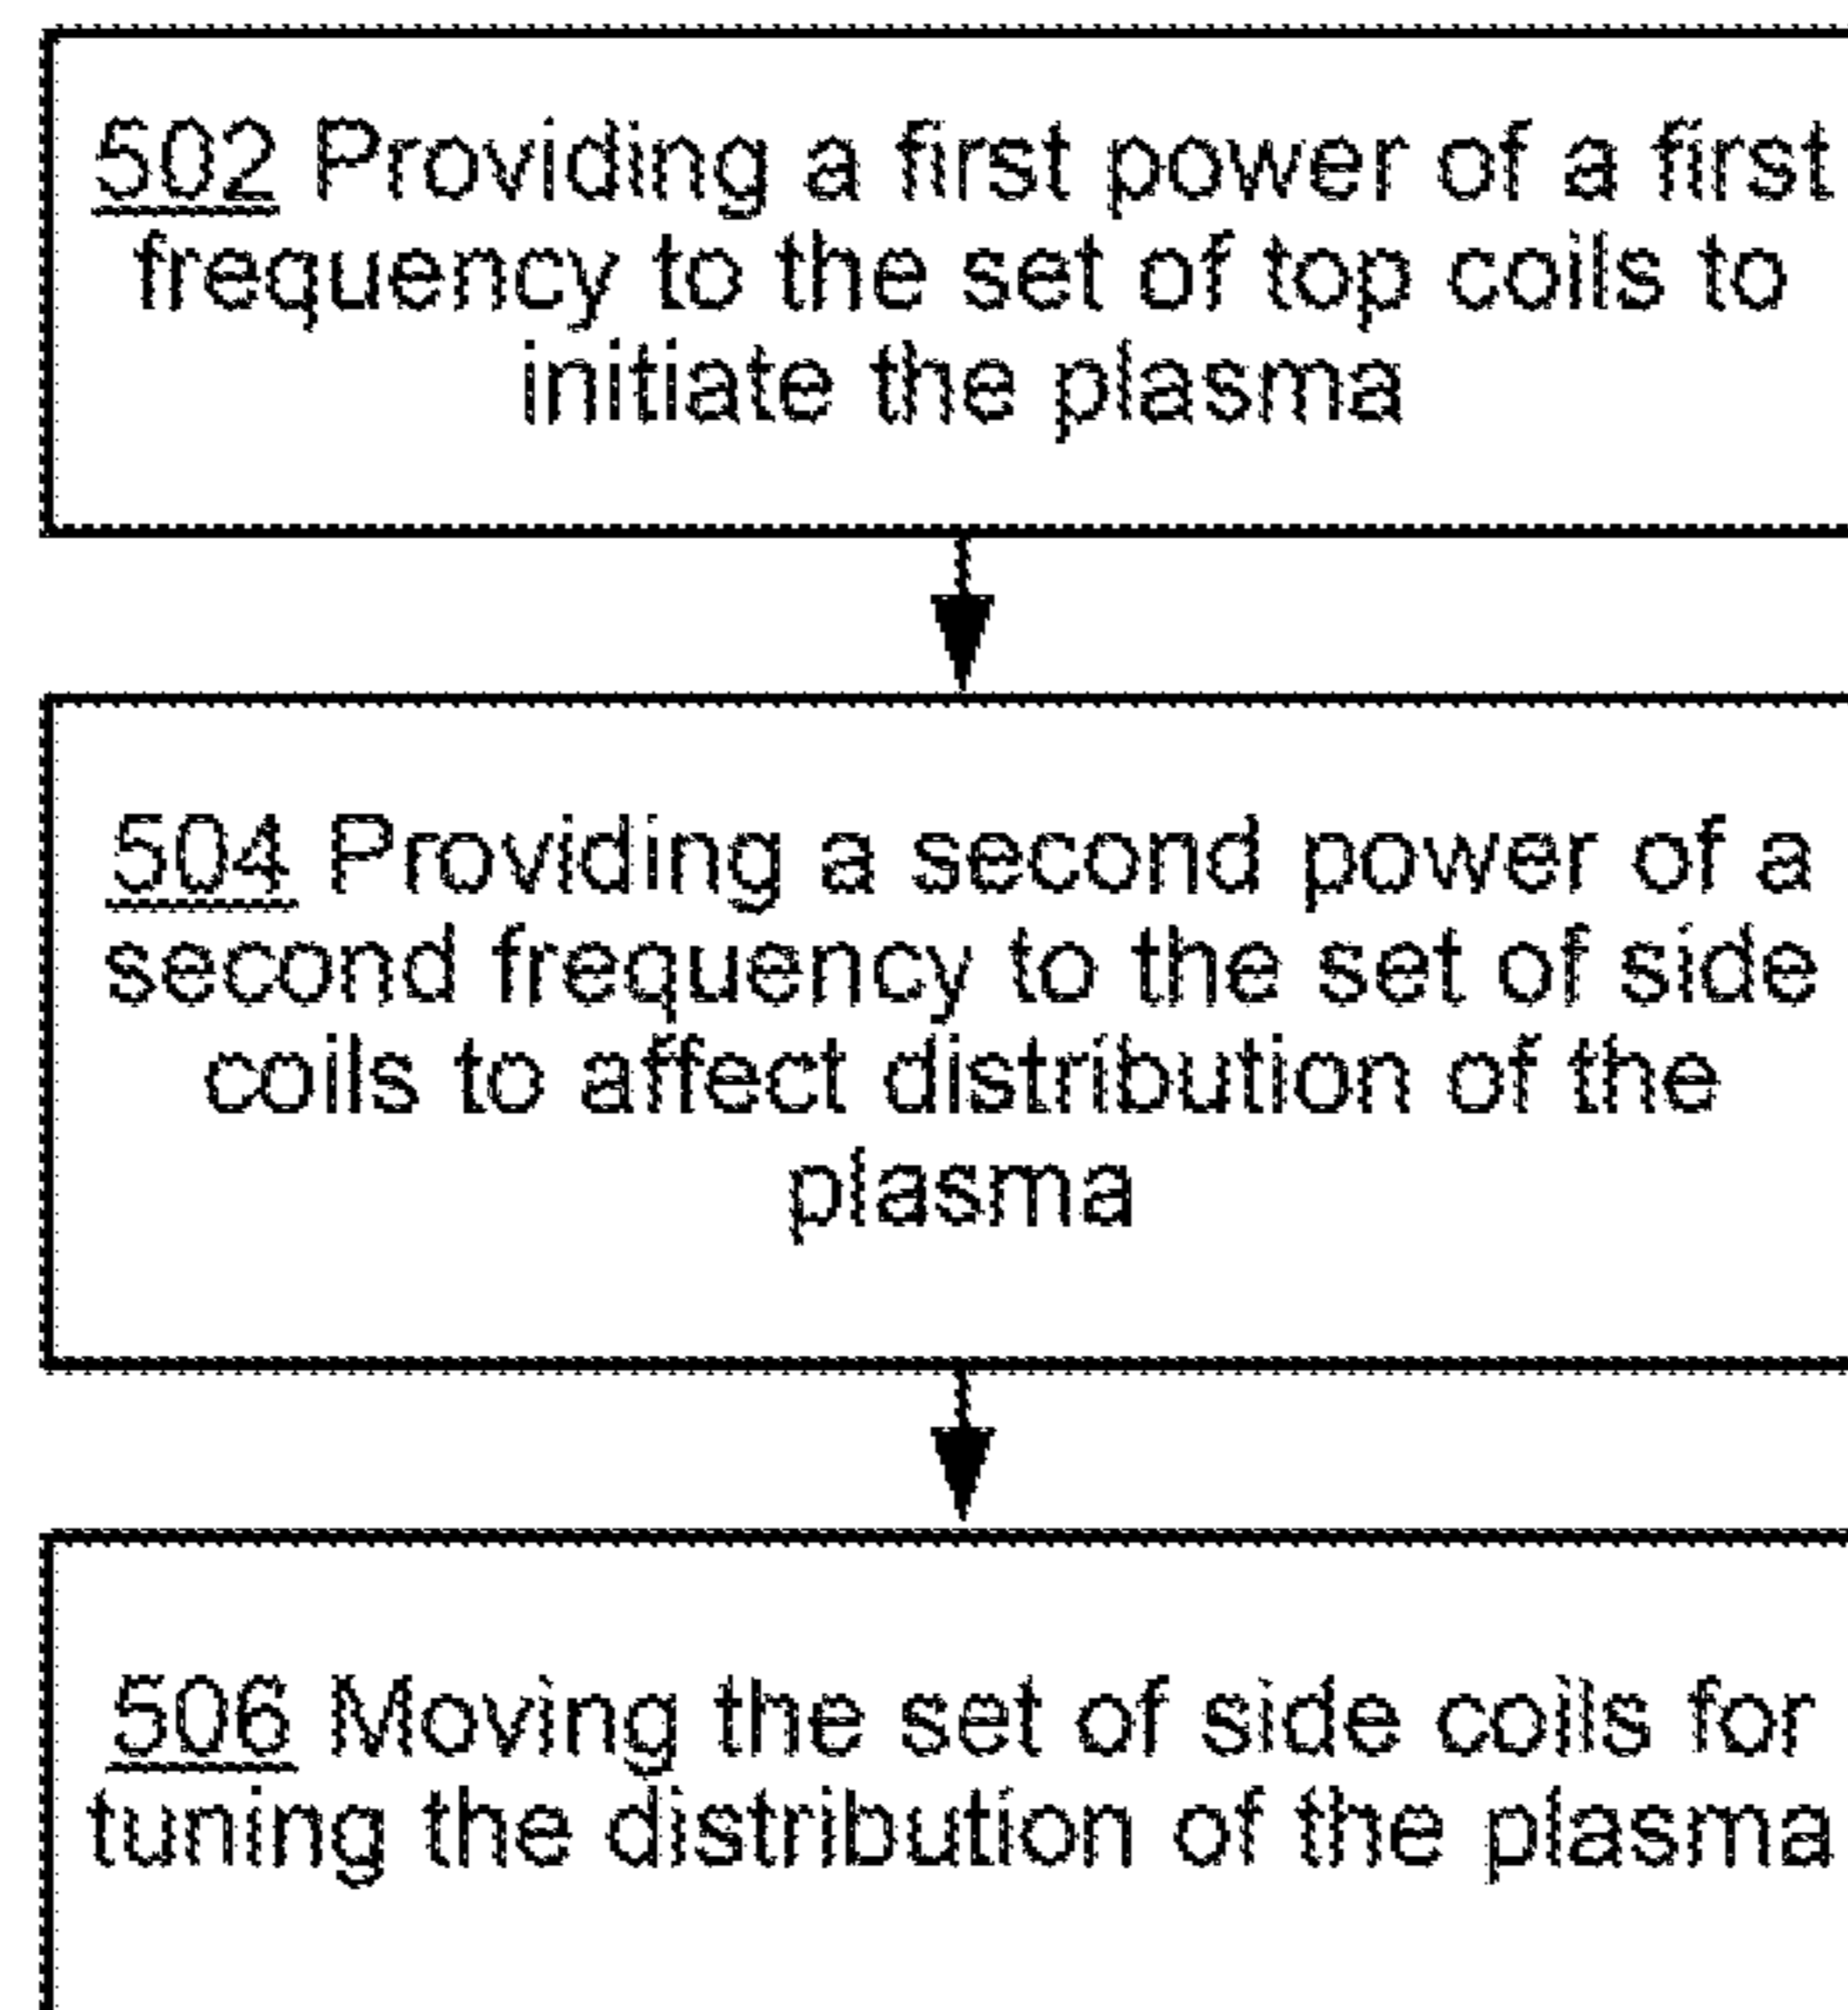 502 Providing a first power of a first
frequency to the set of top coils to
initiate the plasma
504 Providing a second power of a
second frequency to the set of side
coils to affect distribution of the
plasma
506 Moving the set of side coils for
tuning the distribution of the plasma